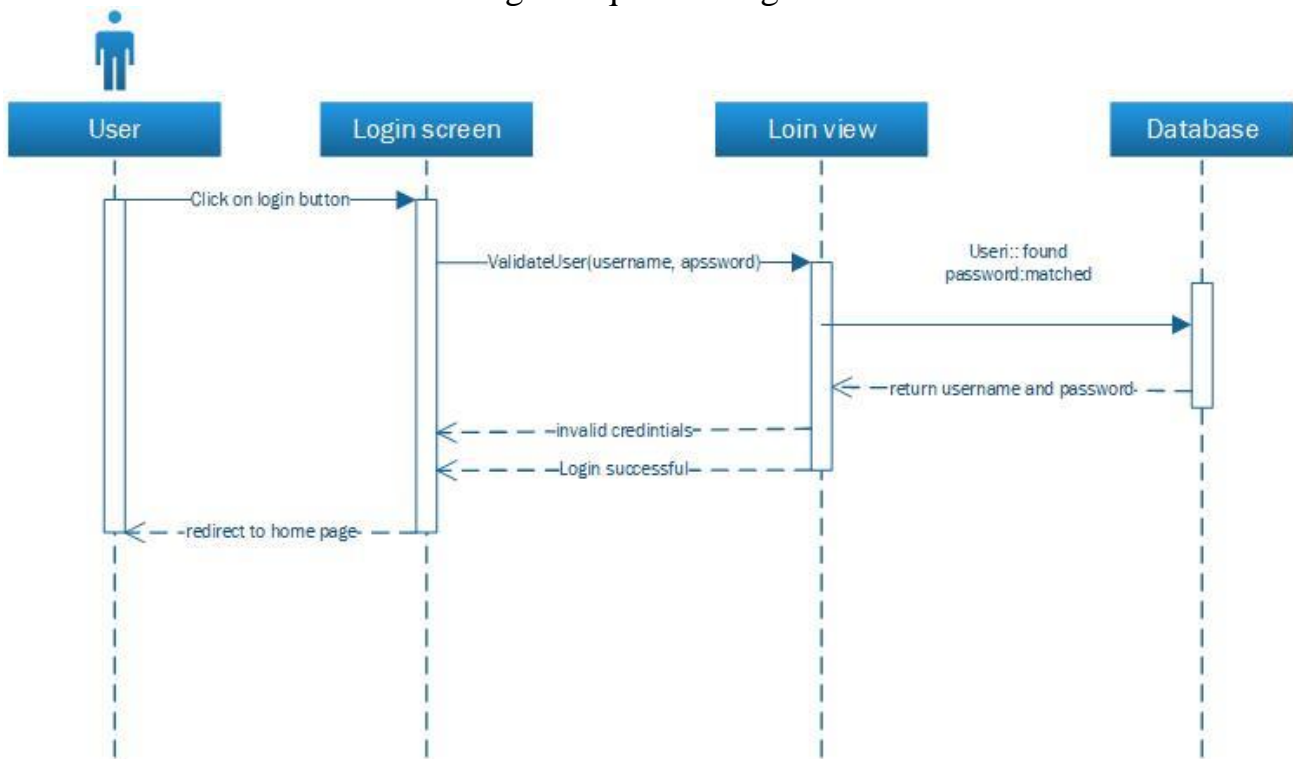 User
Login screen
Loin view
Database
Click on login button
ValidateUser(username, apssword)
Useri:: found
password:matched
return username and password
invalid credintials
Login successful
redirect to home page